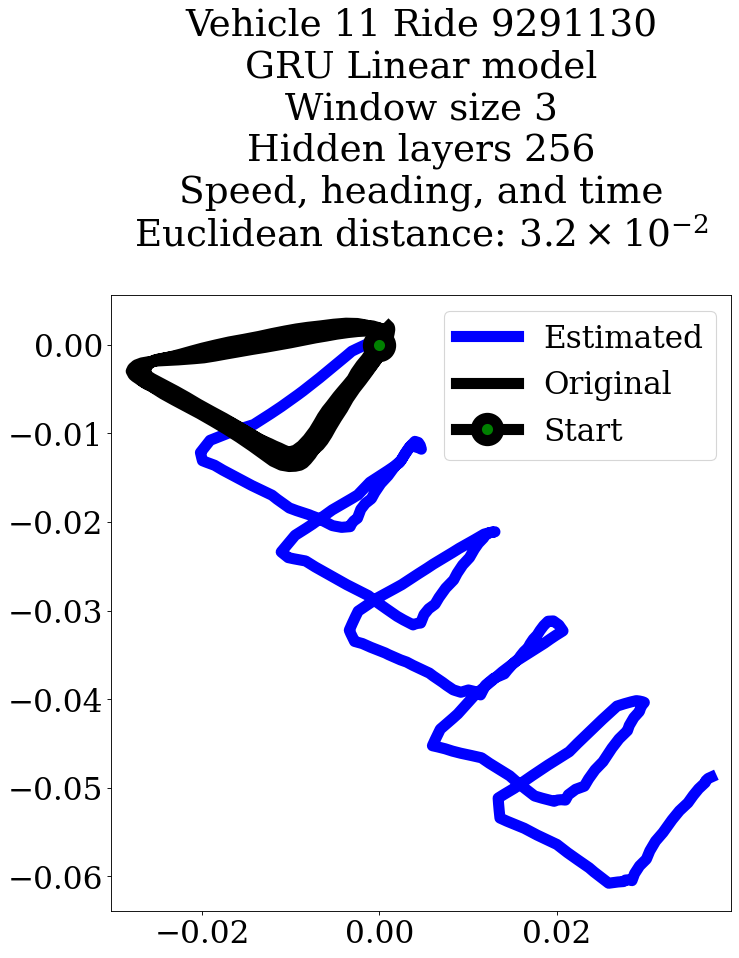 Vehicle 11 Ride 9291130
GRU Linear model
Window size 3
Hidden layers 256
Speed, heading, and time
Euclidean distance: 3.2 × 10⁻²
Estimated
Original
Start
0.00
−0.01
−0.02
−0.03
−0.04
−0.05
−0.06
−0.02 0.00 0.02